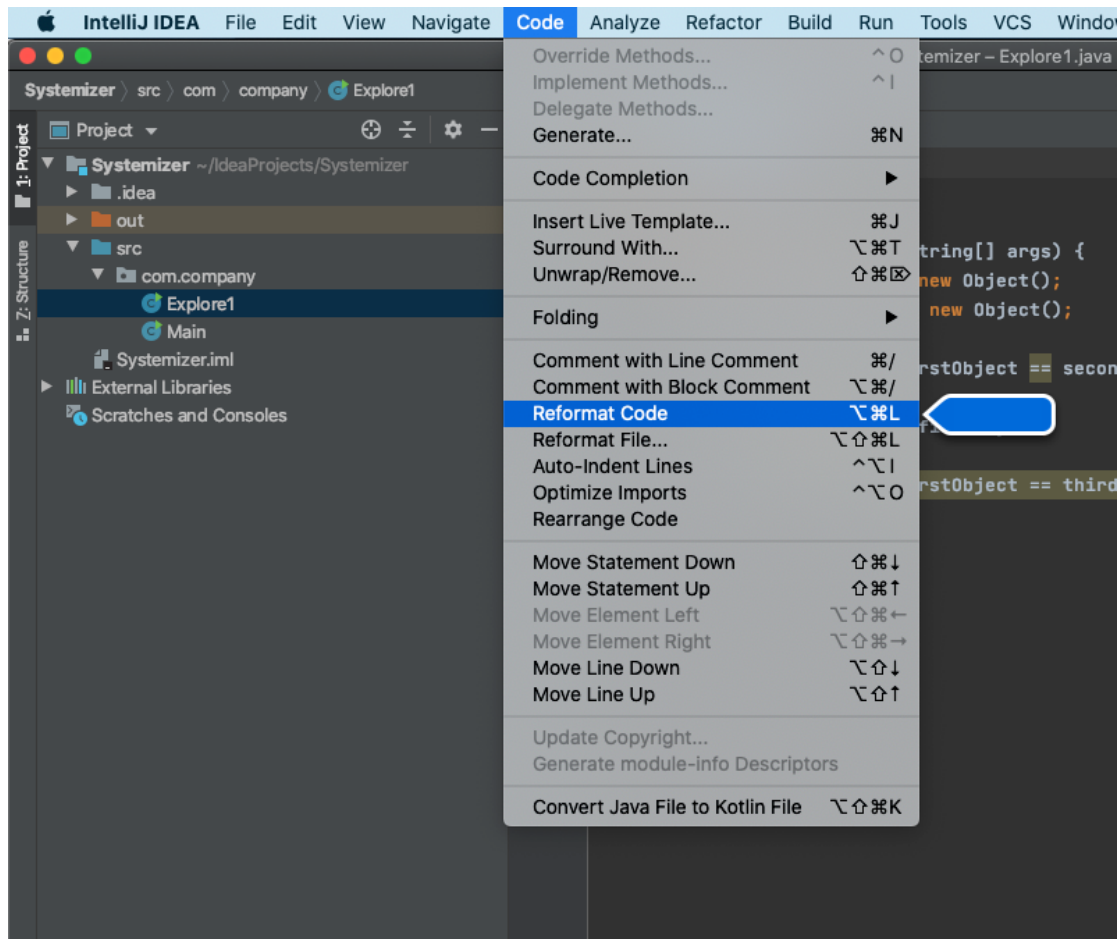 IntelliJ IDEA File Edit View Navigate Code Analyze Refactor Build Run Tools VCS
temizer – Explore1.java
Systemizer src com company Explore1
1: Project
Z: Structure
Project
Systemizer ~/IdeaProjects/Systemizer
.idea
out
src
com.company
Explore1
Main
Systemizer.iml
External Libraries
Scratches and Consoles
Override Methods... ^O
Implement Methods... ^I
Delegate Methods...
Generate... ⌘N
Code Completion
Insert Live Template... ⌘J
Surround With... ⌥⌘T
Unwrap/Remove... ⇧⌘⌦
Folding
Comment with Line Comment ⌘/
Comment with Block Comment ⌥⌘/
Reformat Code ⌥⌘L
Reformat File... ⌥⇧⌘L
Auto-Indent Lines ^⌥I
Optimize Imports ^⌥O
Rearrange Code
Move Statement Down ⇧⌘↓
Move Statement Up ⇧⌘↑
Move Element Left ⌥⇧⌘←
Move Element Right ⌥⇧⌘→
Move Line Down ⌥⇧↓
Move Line Up ⌥⇧↑
Update Copyright...
Generate module-info Descriptors
Convert Java File to Kotlin File ⌥⇧⌘K
tring[] args) {
new Object();
new Object();
rstObject == secon
rstObject == third